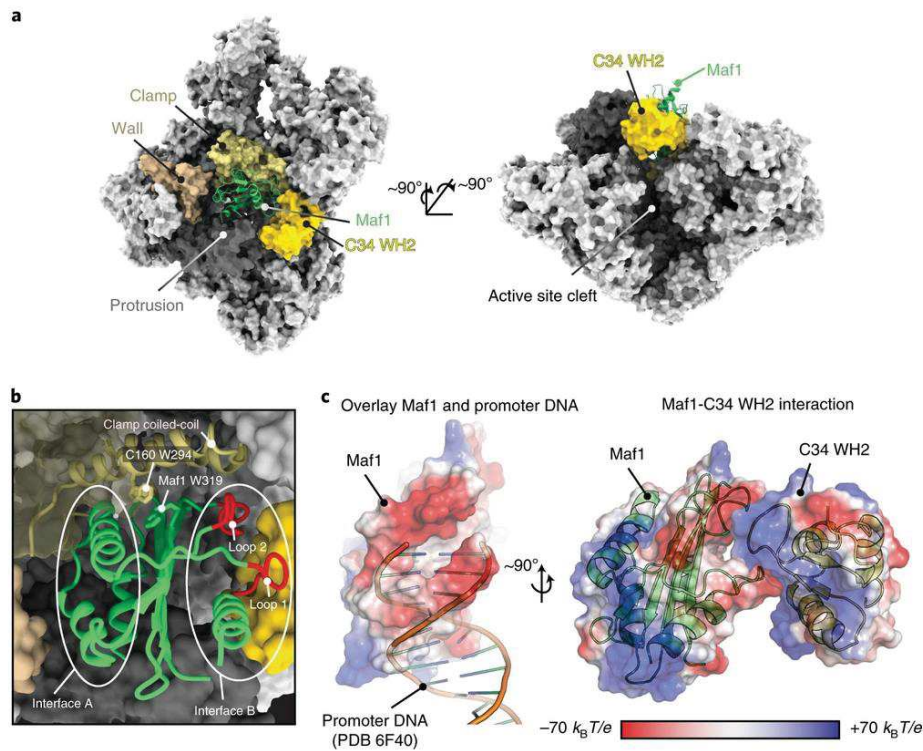 a
Clamp
Wall
Maf1
C34 WH2
Protrusion
~90° ~90°
C34 WH2
Maf1
Active site cleft
b
Clamp coiled-coil
C160 W294
Maf1 W319
Loop 2
Loop 1
Interface A
Interface B
c
Overlay Maf1 and promoter DNA
Maf1
Promoter DNA
(PDB 6F40)
~90°
Maf1-C34 WH2 interaction
Maf1
C34 WH2
–70 kBT/e
+70 kBT/e